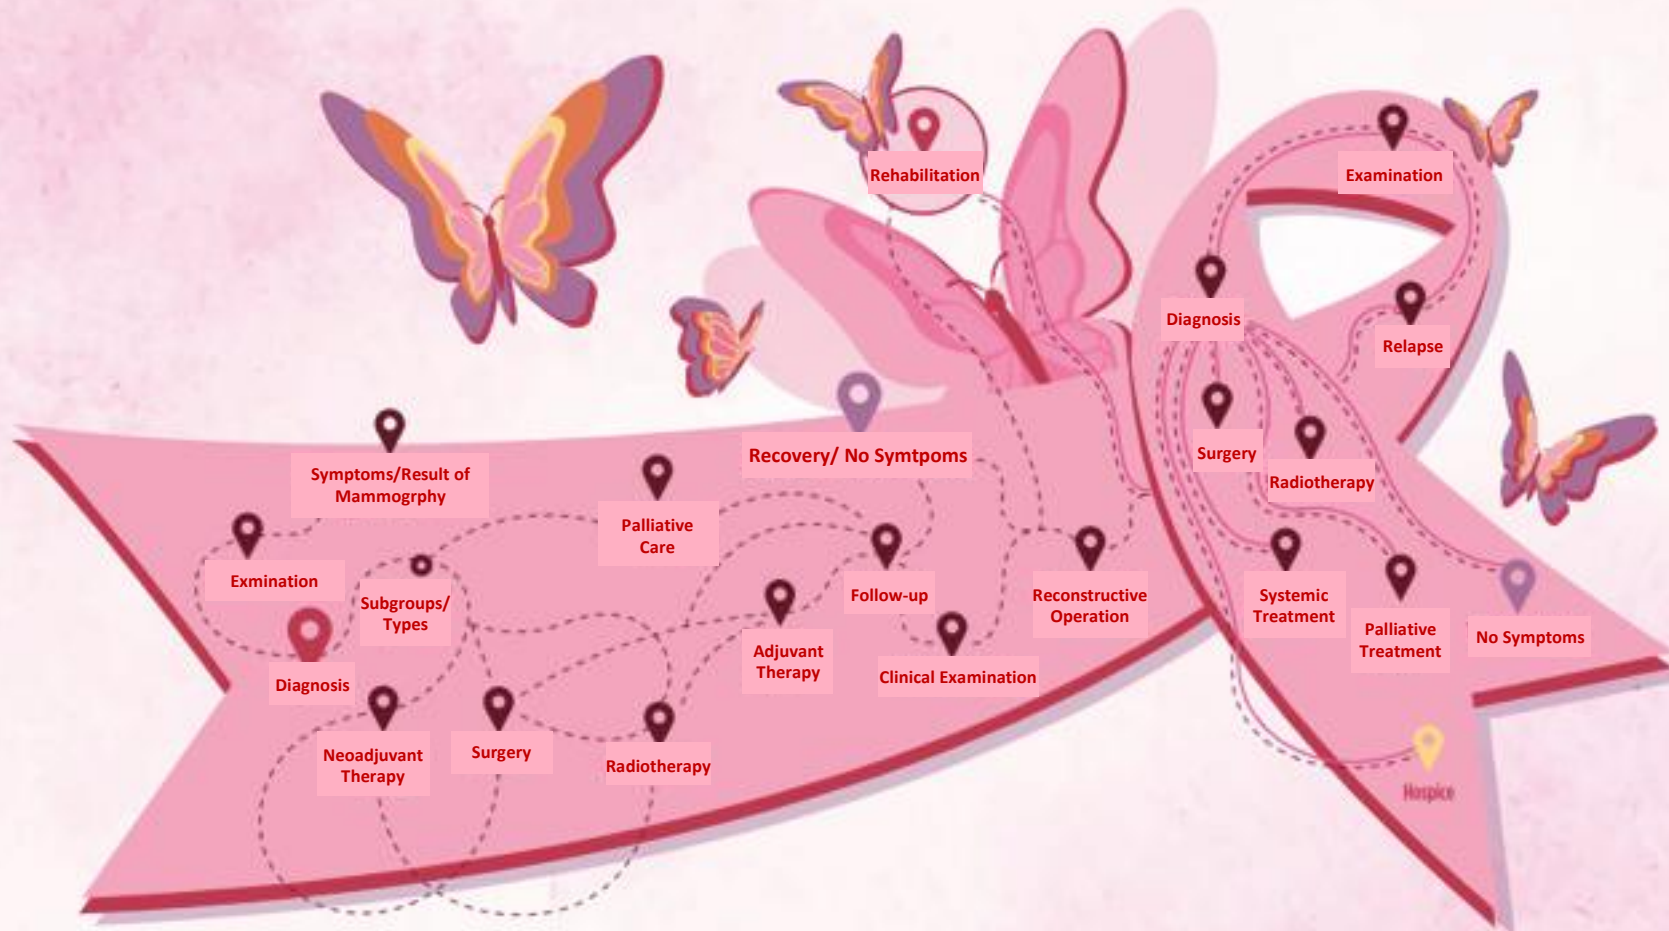 Rehabilitation
Examination
Diagnosis
Relapse
Surgery
Radiotherapy
Recovery/ No Symtpoms
Symptoms/Result of
Mammogrphy
Palliative
Care
Exmination
Subgroups/
Types
Follow-up
Reconstructive
Operation
Systemic
Treatment
Palliative
Treatment
No Symptoms
Diagnosis
Adjuvant
Therapy
Clinical Examination
Neoadjuvant
Therapy
Surgery
Radiotherapy
Hospice